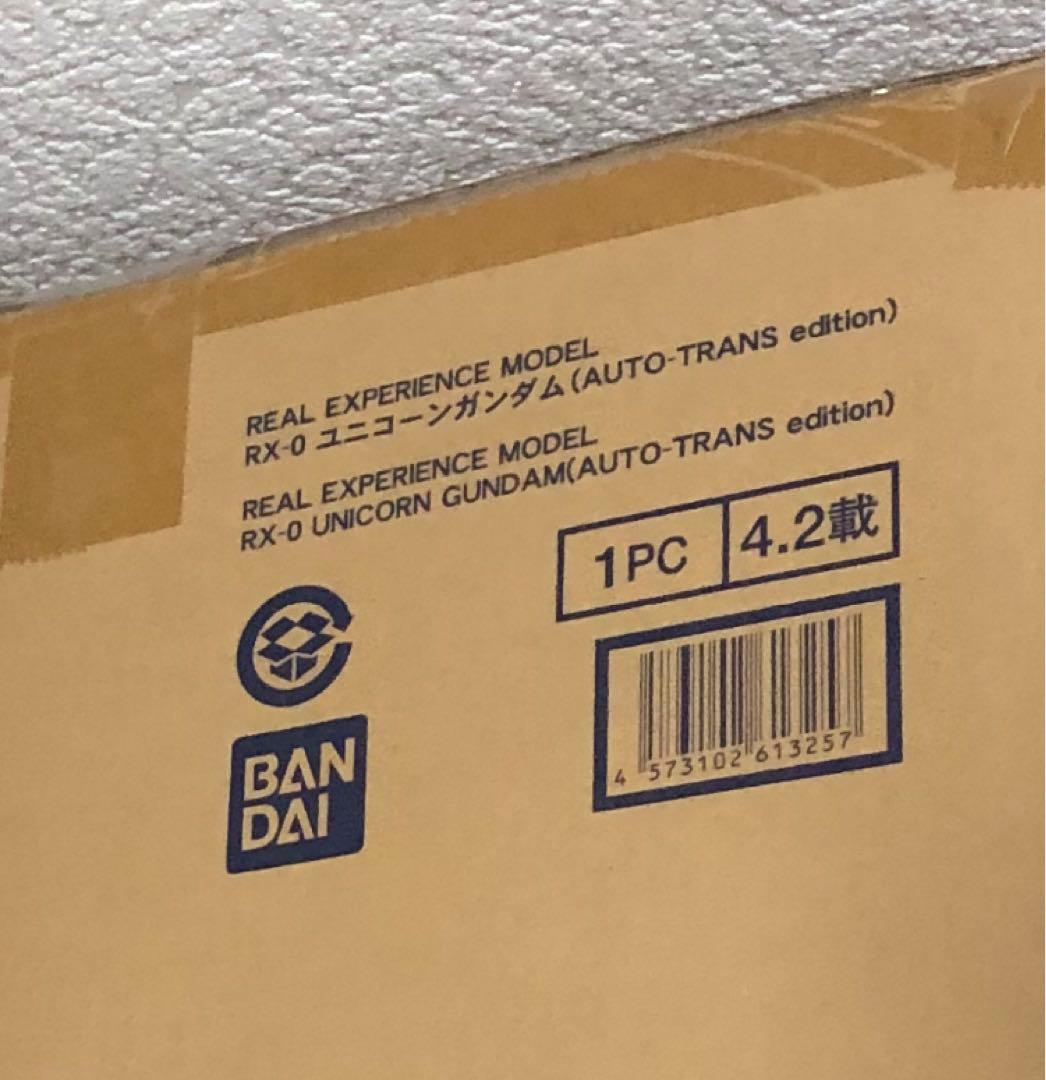 REAL EXPERIENCE MODEL
RX-0 ユニコーンガンダム(AUTO-TRANS edition)
REAL EXPERIENCE MODEL
RX-0 UNICORN GUNDAM(AUTO-TRANS edition)
1PC 4.2載
4 573102 613257
BAN
DAI